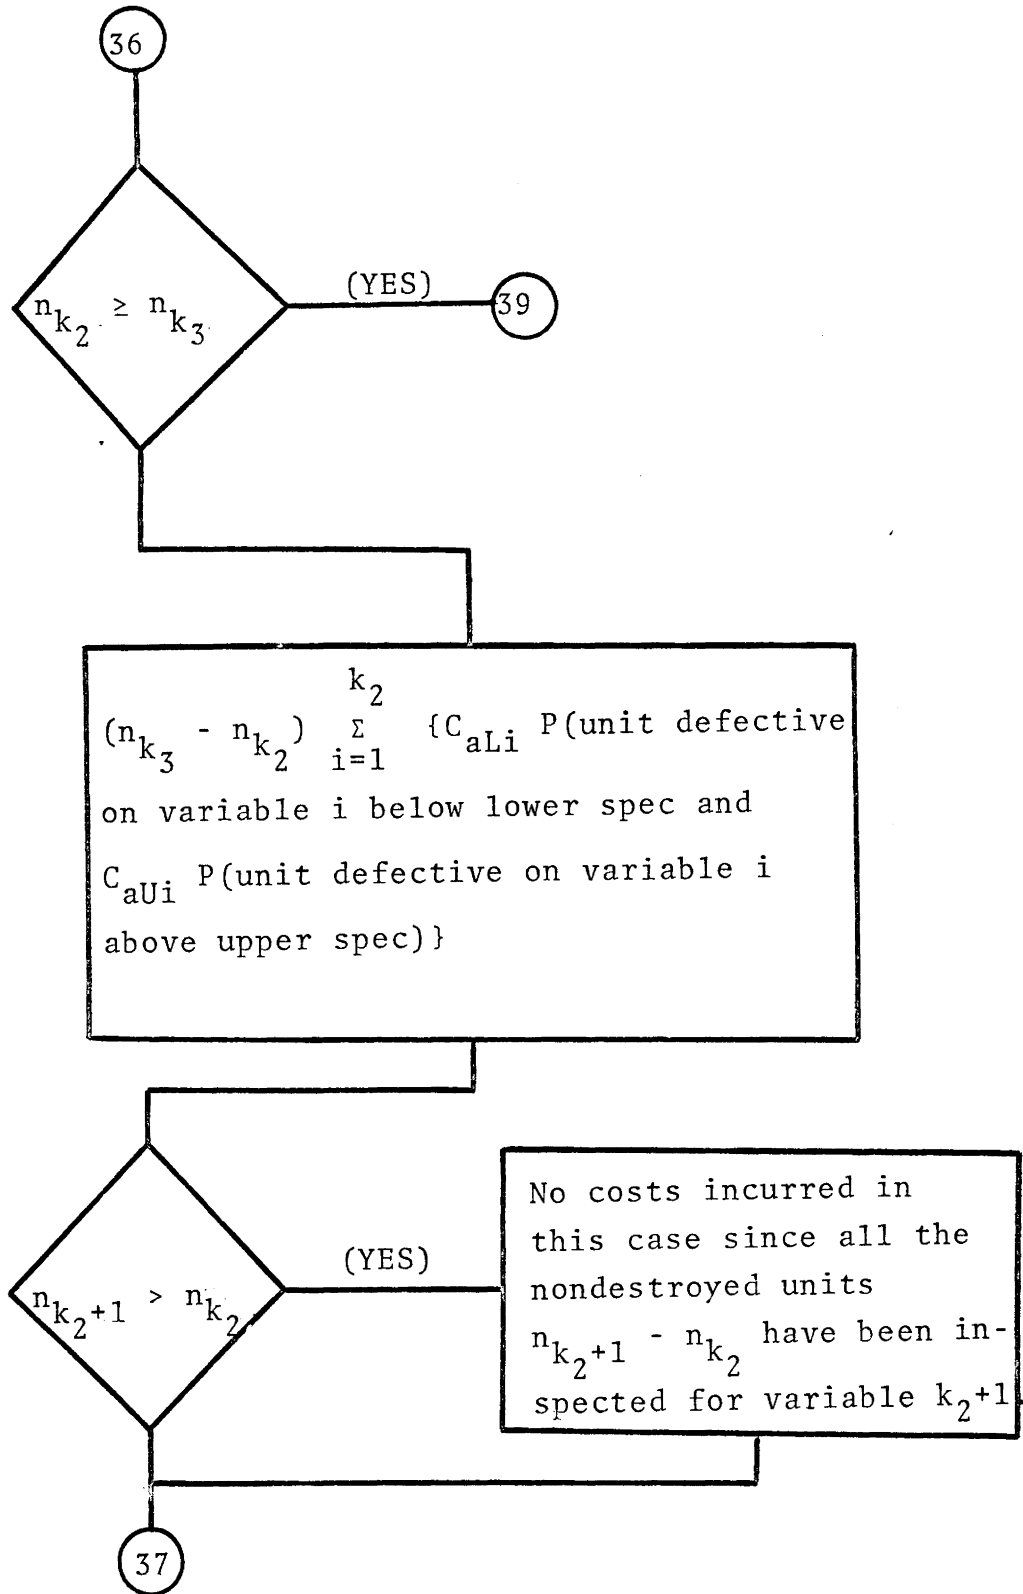 36
n_{k_2} ≥ n_{k_3}
(YES)
39
(n_{k_3} - n_{k_2}) \sum_{i=1}^{k_2} {C_{aLi} P(unit defective
on variable i below lower spec and
C_{aUi} P(unit defective on variable i
above upper spec)}
n_{k_2+1} > n_{k_2}
(YES)
No costs incurred in
this case since all the
nondestroyed units
n_{k_2+1} - n_{k_2} have been in-
spected for variable k_2+1.
37